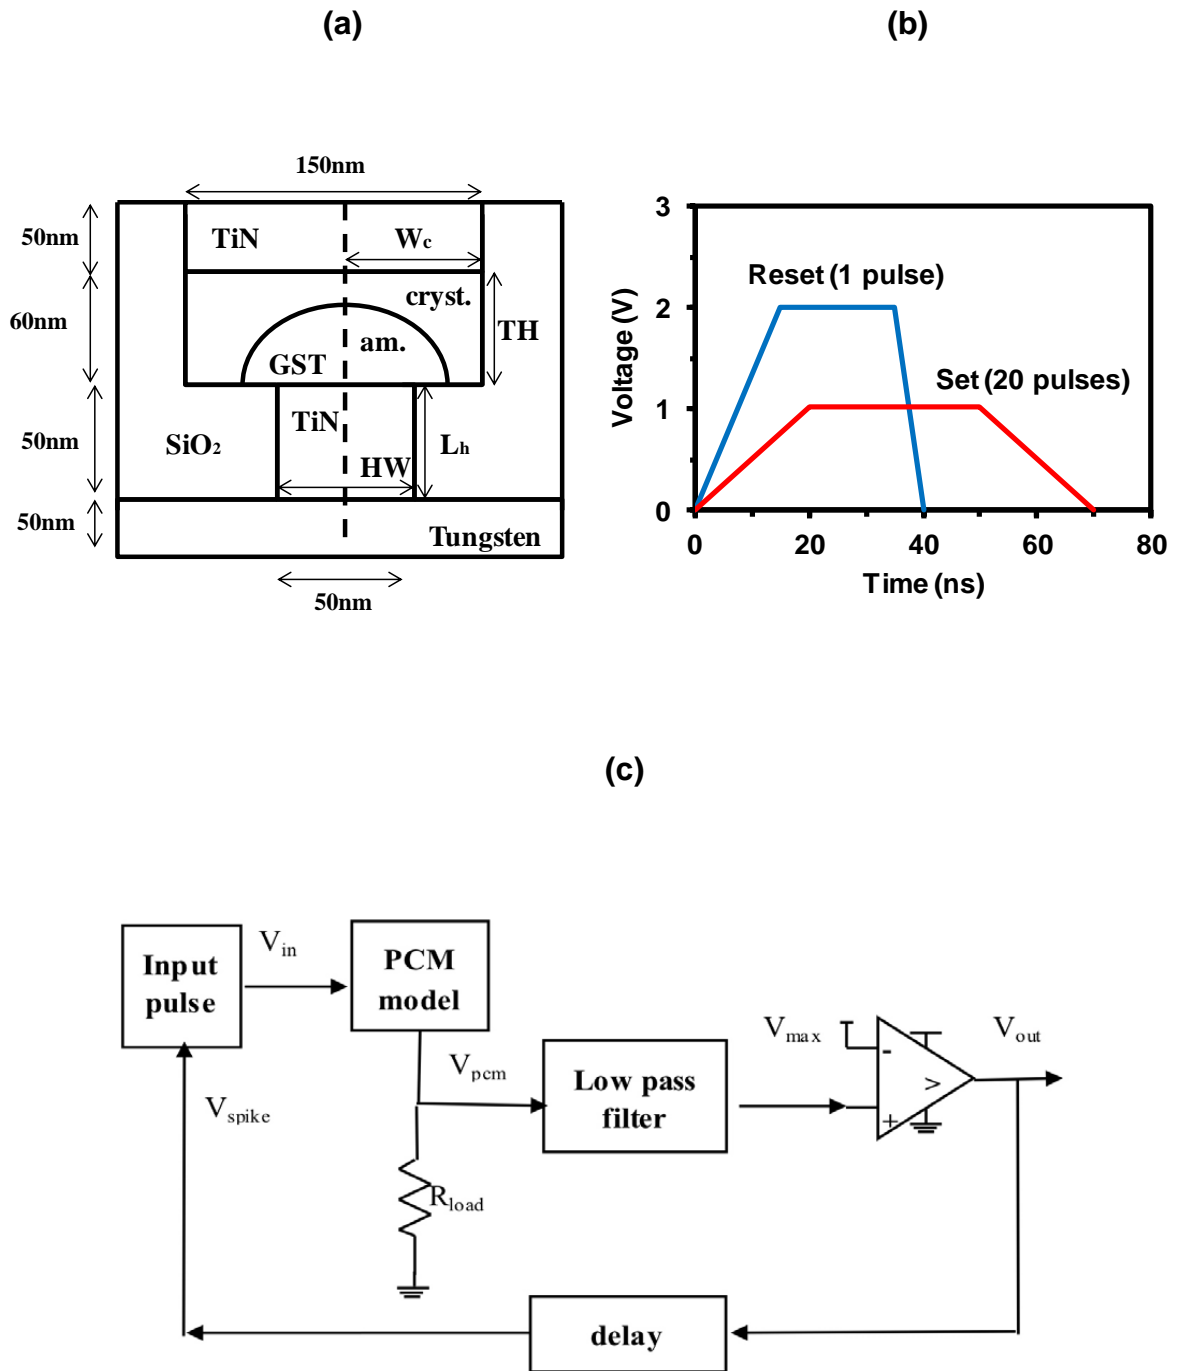 (a)
(b)
150nm
50nm
TiN
Wc
cryst.
60nm
am.
TH
GST
TiN
50nm
SiO2
Lh
HW
50nm
Tungsten
50nm
3
2
1
0
Voltage (V)
Reset (1 pulse)
Set (20 pulses)
0 20 40 60 80
Time (ns)
(c)
Input
pulse
Vin
PCM
model
Vpcm
Low pass
filter
Vmax
-
>
+
Vout
Vspike
Rload
delay